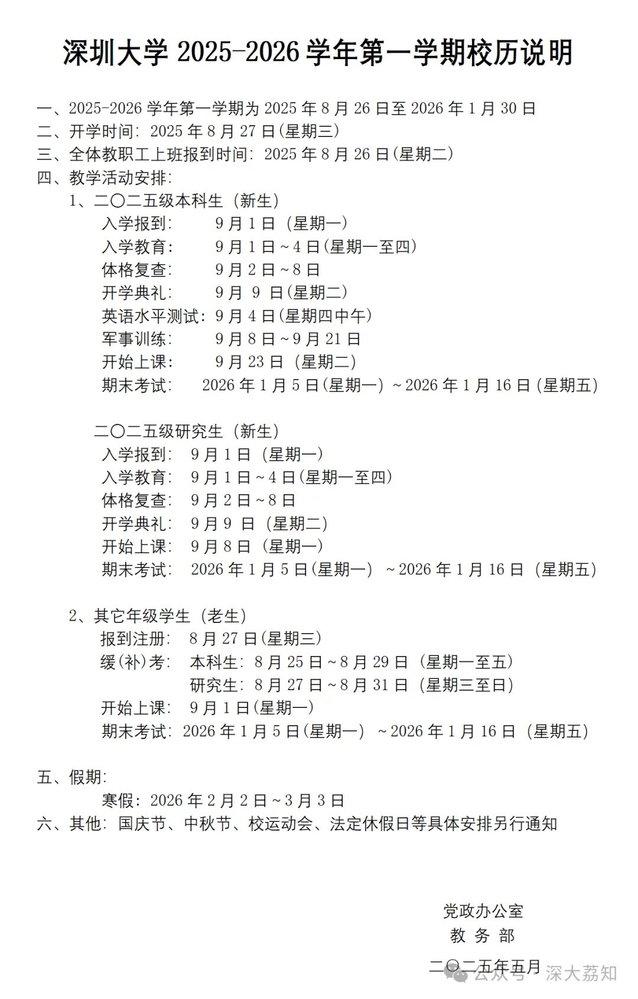 深圳大学 2025-2026 学年第一学期校历说明
一、2025-2026 学年第一学期为 2025 年 8 月 26 日至 2026 年 1 月 30 日
二、开学时间：2025 年 8 月 27 日(星期三)
三、全体教职工上班报到时间：2025 年 8 月 26 日(星期二)
四、教学活动安排：
1、二〇二五级本科生（新生）
入学报到： 9 月 1 日（星期一）
入学教育： 9 月 1 日～4 日(星期一至四)
体格复查： 9 月 2 日～8 日
开学典礼： 9 月 9 日(星期二)
英语水平测试：9 月 4 日(星期四中午)
军事训练： 9 月 8 日～9 月 21 日
开始上课： 9 月 23 日（星期二）
期末考试： 2026 年 1 月 5 日(星期一）～2026 年 1 月 16 日（星期五）
二〇二五级研究生（新生）
入学报到： 9 月 1 日（星期一）
入学教育： 9 月 1 日～4 日(星期一至四)
体格复查： 9 月 2 日～8 日
开学典礼： 9 月 9 日（星期二）
开始上课： 9 月 8 日（星期一）
期末考试： 2026 年 1 月 5 日(星期一）～2026 年 1 月 16 日（星期五）
2、其它年级学生（老生）
报到注册： 8 月 27 日(星期三)
缓(补)考： 本科生：8 月 25 日～8 月 29 日（星期一至五）
研究生：8 月 27 日～8 月 31 日（星期三至日）
开始上课： 9 月 1 日(星期一)
期末考试：2026 年 1 月 5 日(星期一）～2026 年 1 月 16 日（星期五）
五、假期：
寒假：2026 年 2 月 2 日～3 月 3 日
六、其他：国庆节、中秋节、校运动会、法定休假日等具体安排另行通知
党政办公室
教 务 部
二〇二五年五月
公众号 · 深大荔知